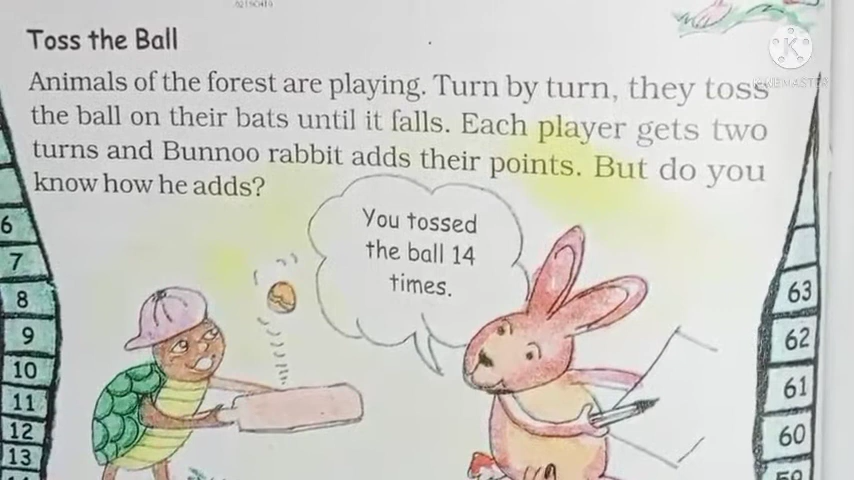 Toss the Ball
Animals of the forest are playing. Turn by turn, they toss
the ball on their bats until it falls. Each player gets two
turns and Bunnoo rabbit adds their points. But do you
know how he adds?
You tossed
the ball 14
times.
6
7
8
9
10
11
12
13
63
62
61
60
59
K
KINEMASTER